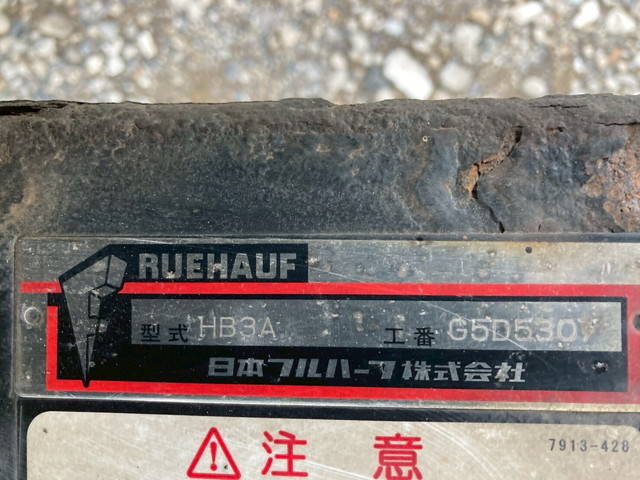 RUEHAUF
型式 HB3A 工番 G5D5307
日本フルハーフ株式会社
7913-428
⚠注意